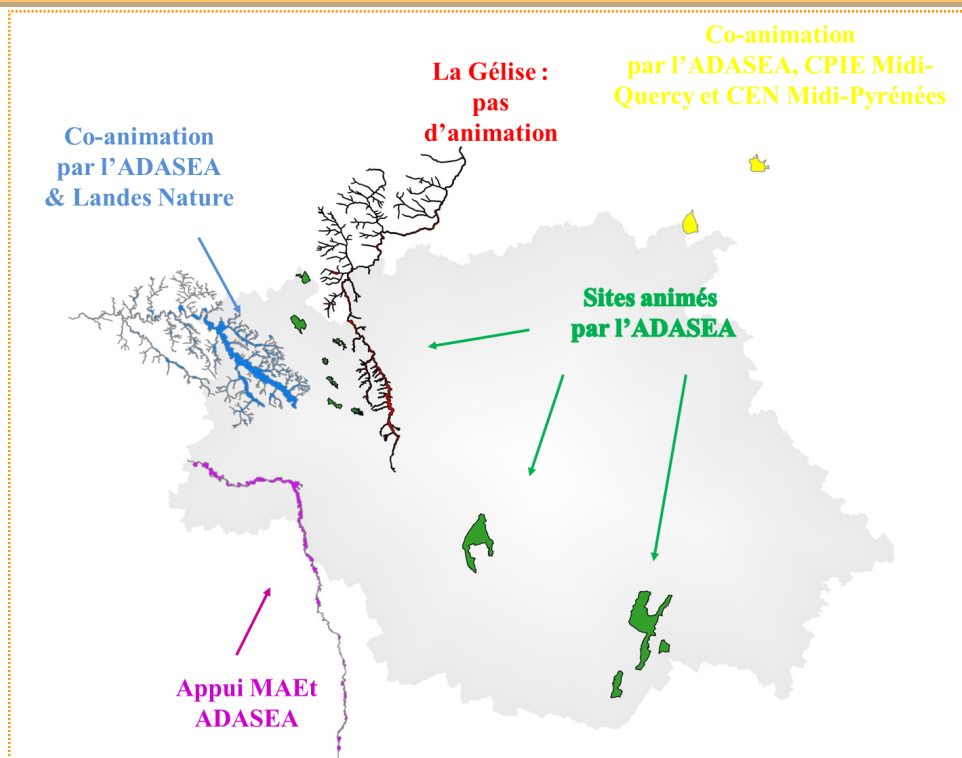 Co-animation
par l'ADASEA, CPIE Midi-
Quercy et CEN Midi-Pyrénées
La Gélise :
pas
d'animation
Co-animation
par l'ADASEA
& Landes Nature
Sites animés
par l'ADASEA
Appui MAEt
ADASEA